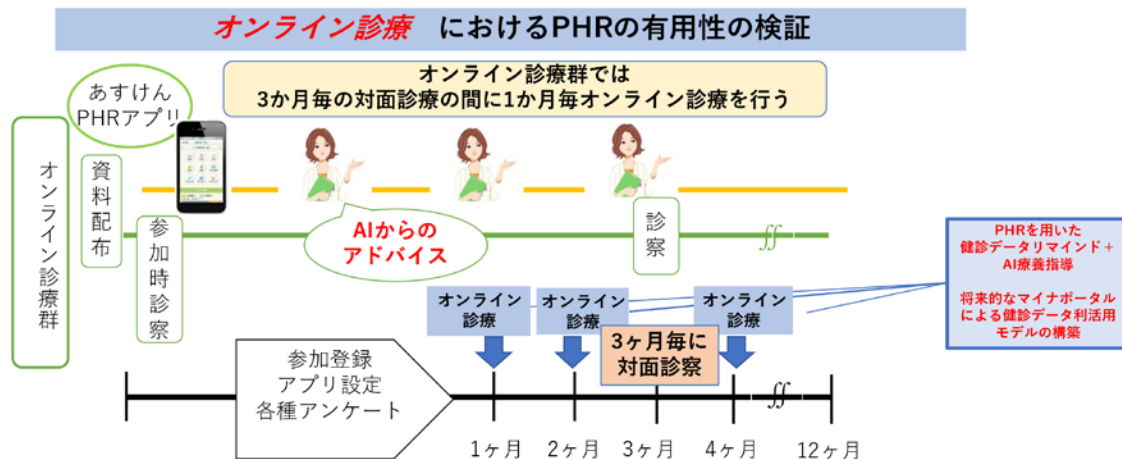 オンライン診療 におけるPHRの有用性の検証
オンライン診療群では
3か月毎の対面診療の間に1か月毎オンライン診療を行う
あすけん
PHRアプリ
オンライン診療群
資料配布
参加時診察
AIからの
アドバイス
診察
PHRを用いた
健診データリマインド＋
AI療養指導
将来的なマイナポータル
による健診データ利活用
モデルの構築
オンライン
診療
オンライン
診療
オンライン
診療
3ヶ月毎に
対面診察
参加登録
アプリ設定
各種アンケート
1ヶ月
2ヶ月
3ヶ月
4ヶ月
12ヶ月